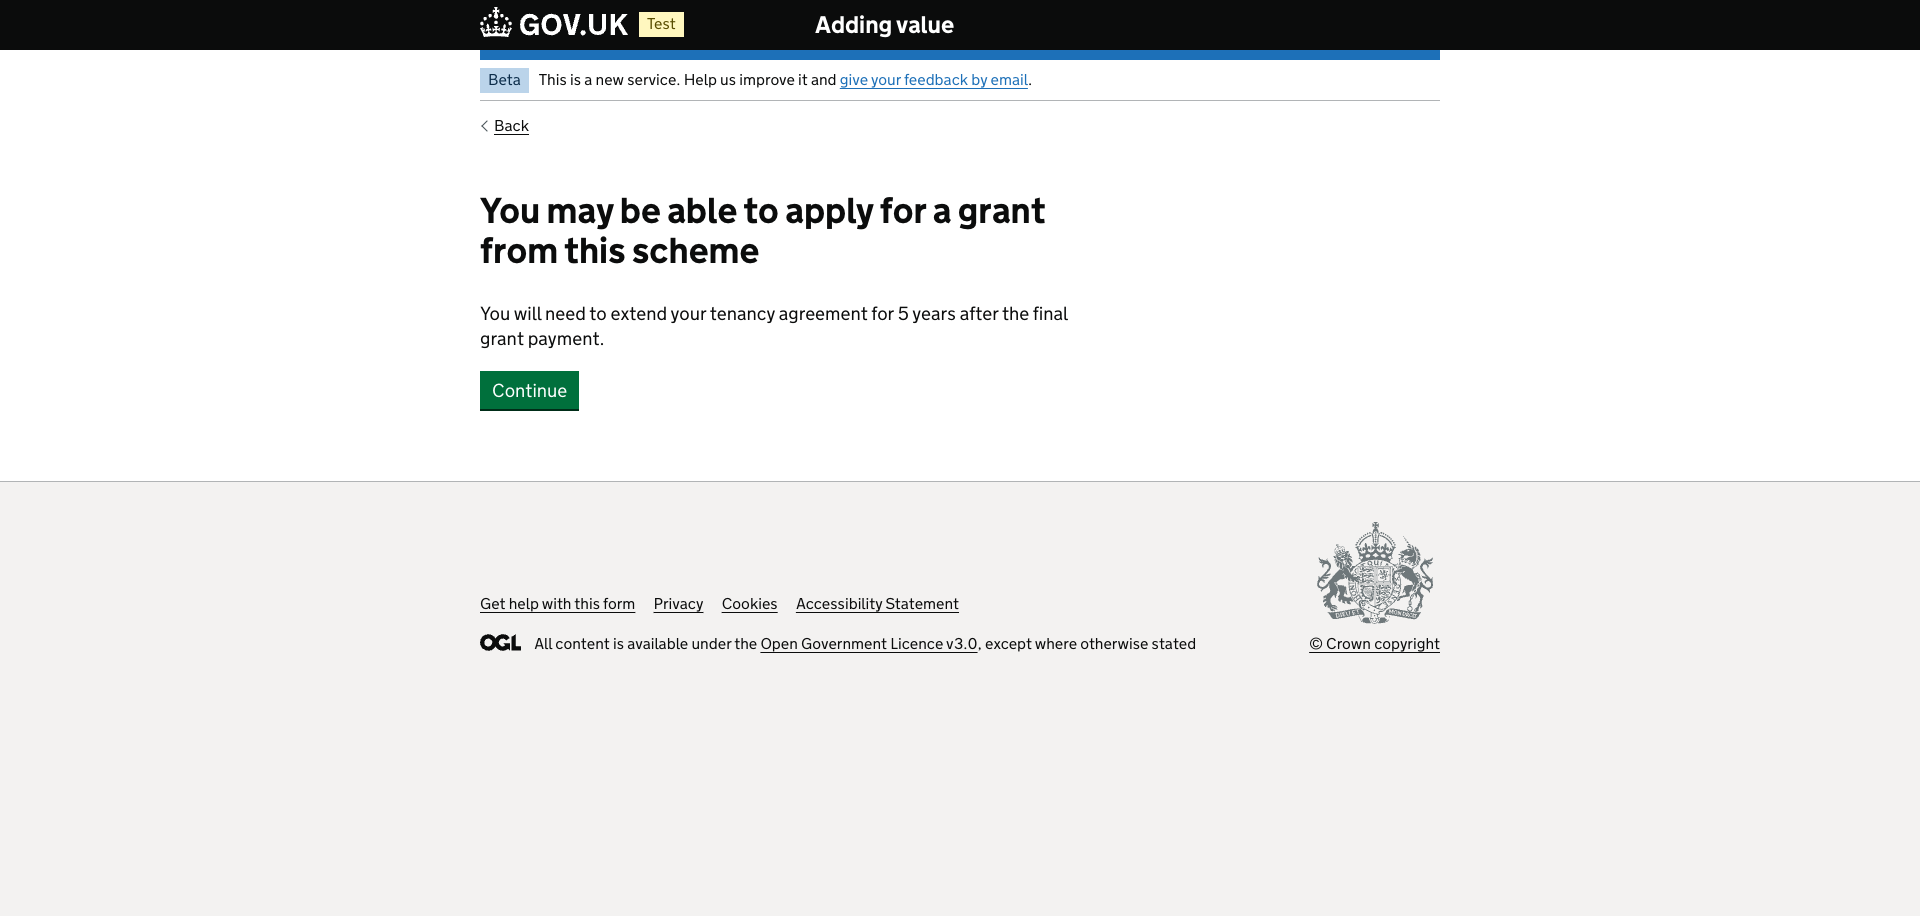 GOV.UK Test Adding value
Beta This is a new service. Help us improve it and give your feedback by email.
Back
You may be able to apply for a grant
from this scheme
You will need to extend your tenancy agreement for 5 years after the final
grant payment.
Continue
Get help with this form Privacy Cookies Accessibility Statement
OGL All content is available under the Open Government Licence v3.0, except where otherwise stated
© Crown copyright